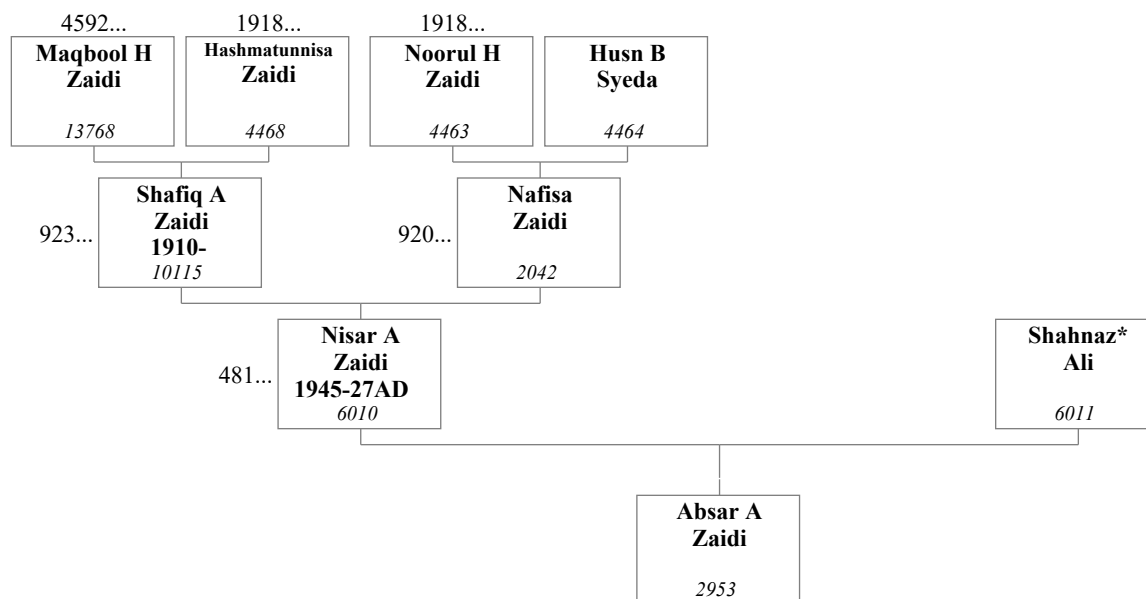 4592...
1918...
1918...
Maqbool H
Zaidi
13768
Hashmatunnisa
Zaidi
4468
Noorul H
Zaidi
4463
Husn B
Syeda
4464
923...
Shafiq A
Zaidi
1910-
10115
920...
Nafisa
Zaidi
2042
481...
Nisar A
Zaidi
1945-27AD
6010
Shahnaz*
Ali
6011
Absar A
Zaidi
2953